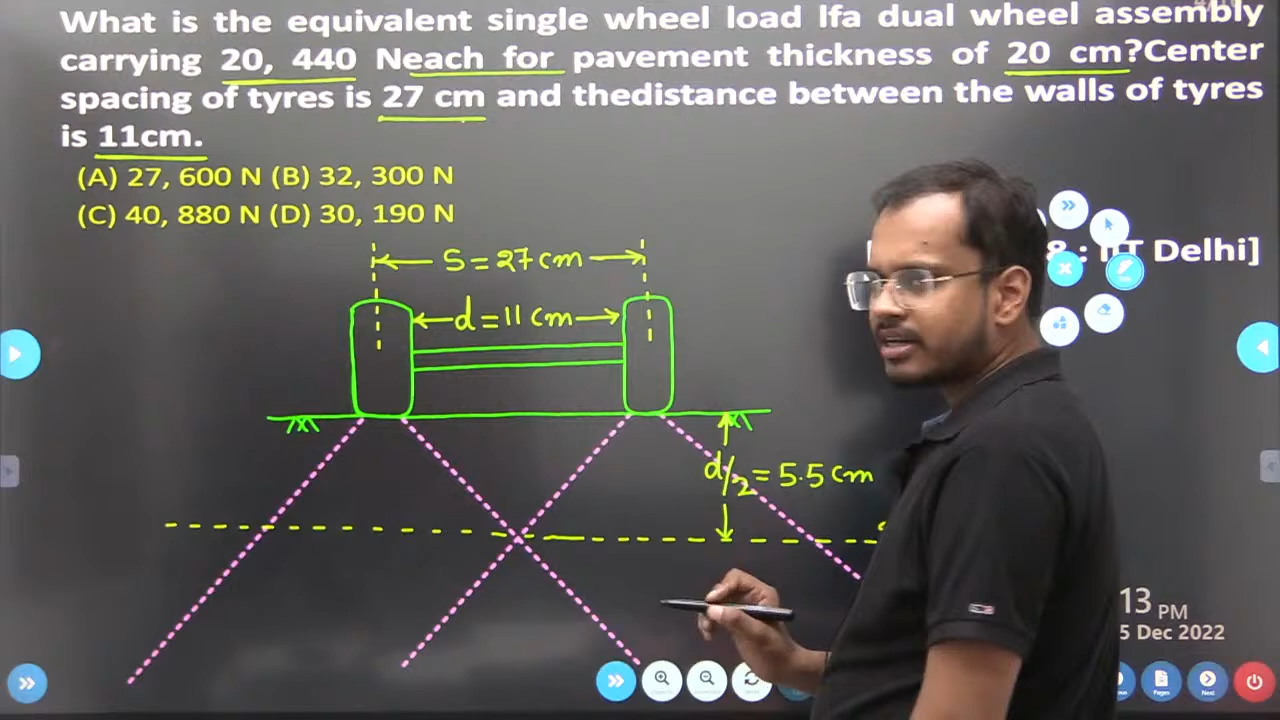 What is the equivalent single wheel load Ifa dual wheel assembly
carrying 20, 440 Neach for pavement thickness of 20 cm?Center
spacing of tyres is 27 cm and thedistance between the walls of tyres
is 11cm.
(A) 27, 600 N (B) 32, 300 N
(C) 40, 880 N (D) 30, 190 N
: IIT Delhi]
S = 27 cm
d = 11 cm
d/2 = 5.5 cm
13 PM
5 Dec 2022
Pages
Next